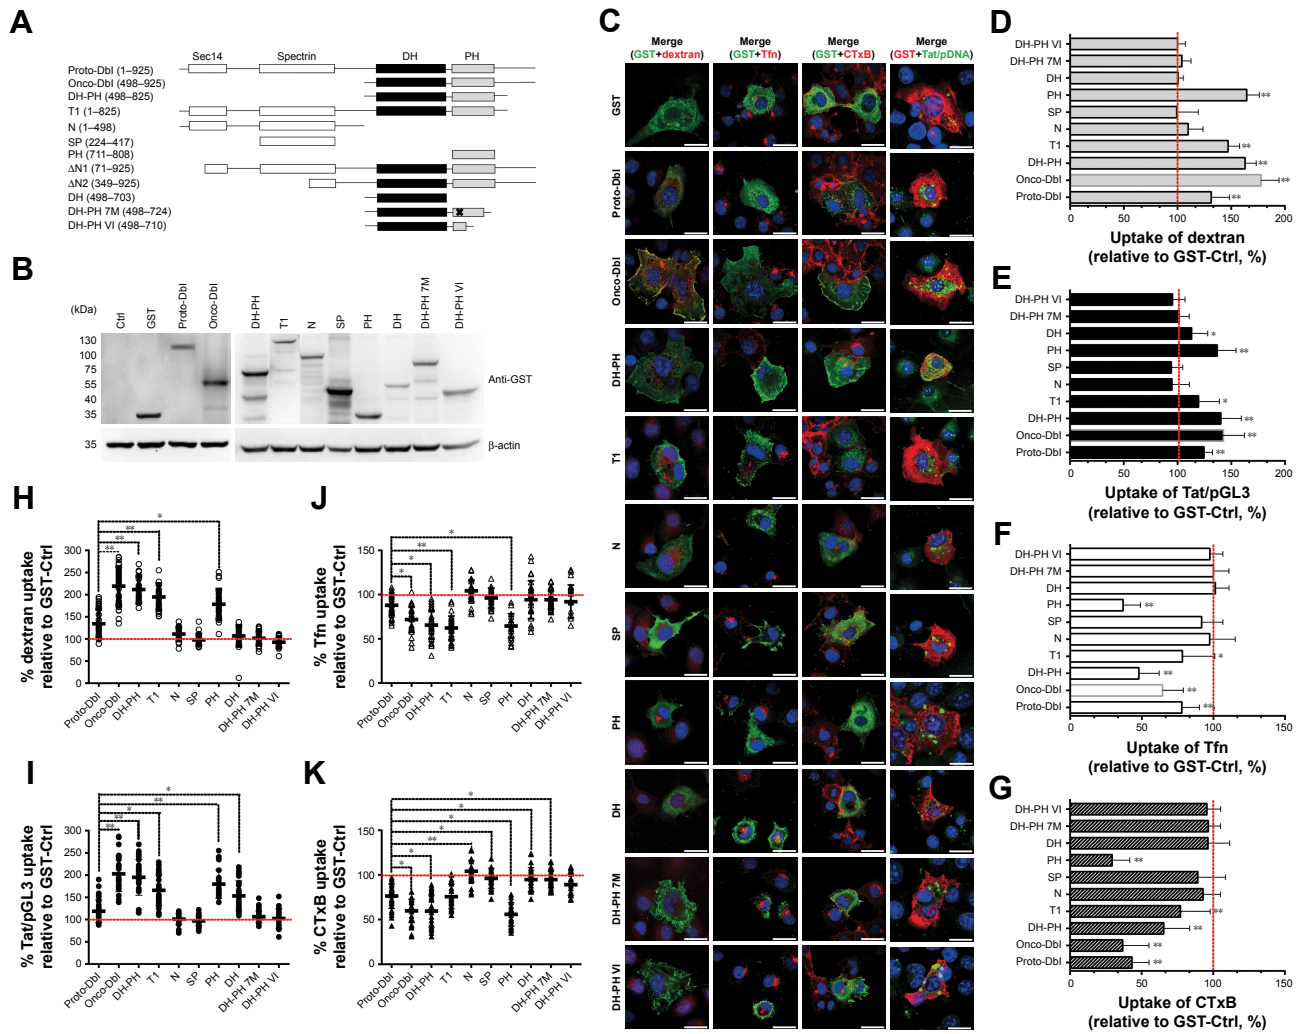 A
Sec14 Spectrin DH PH
Proto-Dbl (1–925)
Onco-Dbl (498–925)
DH-PH (498–825)
T1 (1–825)
N (1–498)
SP (224–417)
PH (711–808)
ΔN1 (71–925)
ΔN2 (349–925)
DH (498–703)
DH-PH 7M (498–724)
DH-PH VI (498–710)
B
(kDa)
Ctrl
GST
Proto-Dbl
Onco-Dbl
DH-PH
T1
N
SP
PH
DH
DH-PH 7M
DH-PH VI
130
100
75
55
40
35
Anti-GST
35
β-actin
C
Merge
(GST+dextran)
Merge
(GST+Tfn)
Merge
(GST+CTxB)
Merge
(GST+Tat/pDNA)
GST
Proto-Dbl
Onco-Dbl
DH-PH
T1
N
SP
PH
DH
DH-PH 7M
DH-PH VI
D
DH-PH VI
DH-PH 7M
DH
PH **
SP
N
T1 **
DH-PH **
Onco-Dbl **
Proto-Dbl **
0 50 100 150 200
Uptake of dextran
(relative to GST-Ctrl, %)
E
DH-PH VI
DH-PH 7M
DH *
PH **
SP
N
T1 *
DH-PH **
Onco-Dbl **
Proto-Dbl **
0 50 100 150 200
Uptake of Tat/pGL3
(relative to GST-Ctrl, %)
F
DH-PH VI
DH-PH 7M
DH
PH **
SP
N
T1 *
DH-PH **
Onco-Dbl **
Proto-Dbl **
0 50 100 150
Uptake of Tfn
(relative to GST-Ctrl, %)
G
DH-PH VI
DH-PH 7M
DH
PH **
SP
N
T1 **
DH-PH **
Onco-Dbl **
Proto-Dbl **
0 50 100 150
Uptake of CTxB
(relative to GST-Ctrl, %)
H
% dextran uptake
relative to GST-Ctrl
300
250
200
150
100
50
0
*
**
**
**
Proto-Dbl
Onco-Dbl
DH-PH
T1
N
SP
PH
DH
DH-PH 7M
DH-PH VI
J
% Tfn uptake
relative to GST-Ctrl
150
100
50
0
*
**
*
*
Proto-Dbl
Onco-Dbl
DH-PH
T1
N
SP
PH
DH
DH-PH 7M
DH-PH VI
I
% Tat/pGL3 uptake
relative to GST-Ctrl
300
250
200
150
100
50
0
*
**
*
**
**
Proto-Dbl
Onco-Dbl
DH-PH
T1
N
SP
PH
DH
DH-PH 7M
DH-PH VI
K
% CTxB uptake
relative to GST-Ctrl
150
100
50
0
*
*
*
*
**
*
*
Proto-Dbl
Onco-Dbl
DH-PH
T1
N
SP
PH
DH
DH-PH 7M
DH-PH VI